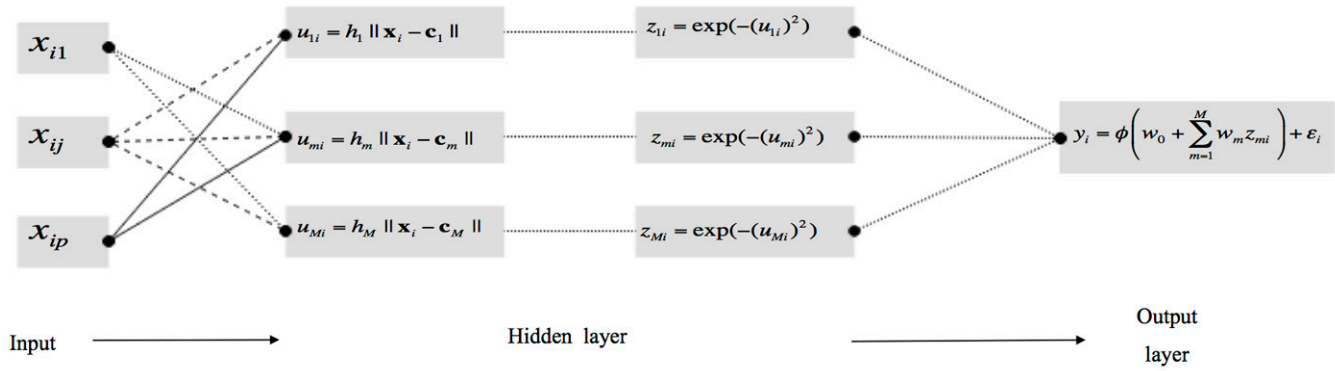 x_{i1}
u_{1i} = h_1 || x_i − c_1 ||
z_{1i} = exp(−(u_{1i})^2)
x_{ij}
u_{mi} = h_m || x_i − c_m ||
z_{mi} = exp(−(u_{mi})^2)
y_i = ϕ(w_0 + ∑_{m=1}^{M} w_m z_{mi}) + ε_i
x_{ip}
u_{Mi} = h_M || x_i − c_M ||
z_{Mi} = exp(−(u_{Mi})^2)
Input
Hidden layer
Output
layer